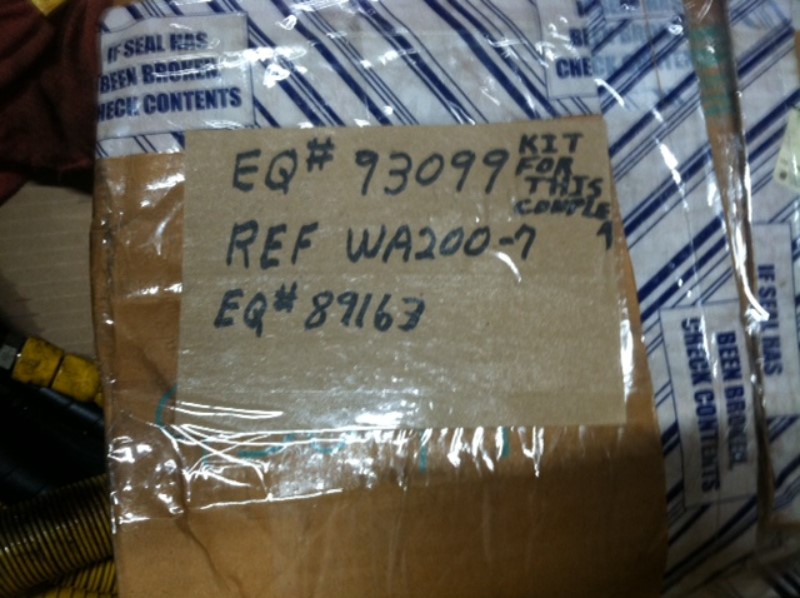 IF SEAL HAS
BEEN BROKEN,
CHECK CONTENTS
CHECK
EQ# 93099
KIT
FOR
THIS
REF WA200-7
EQ# 89163
IF SEAL HAS
BEEN BROKEN,
CHECK CONTENTS